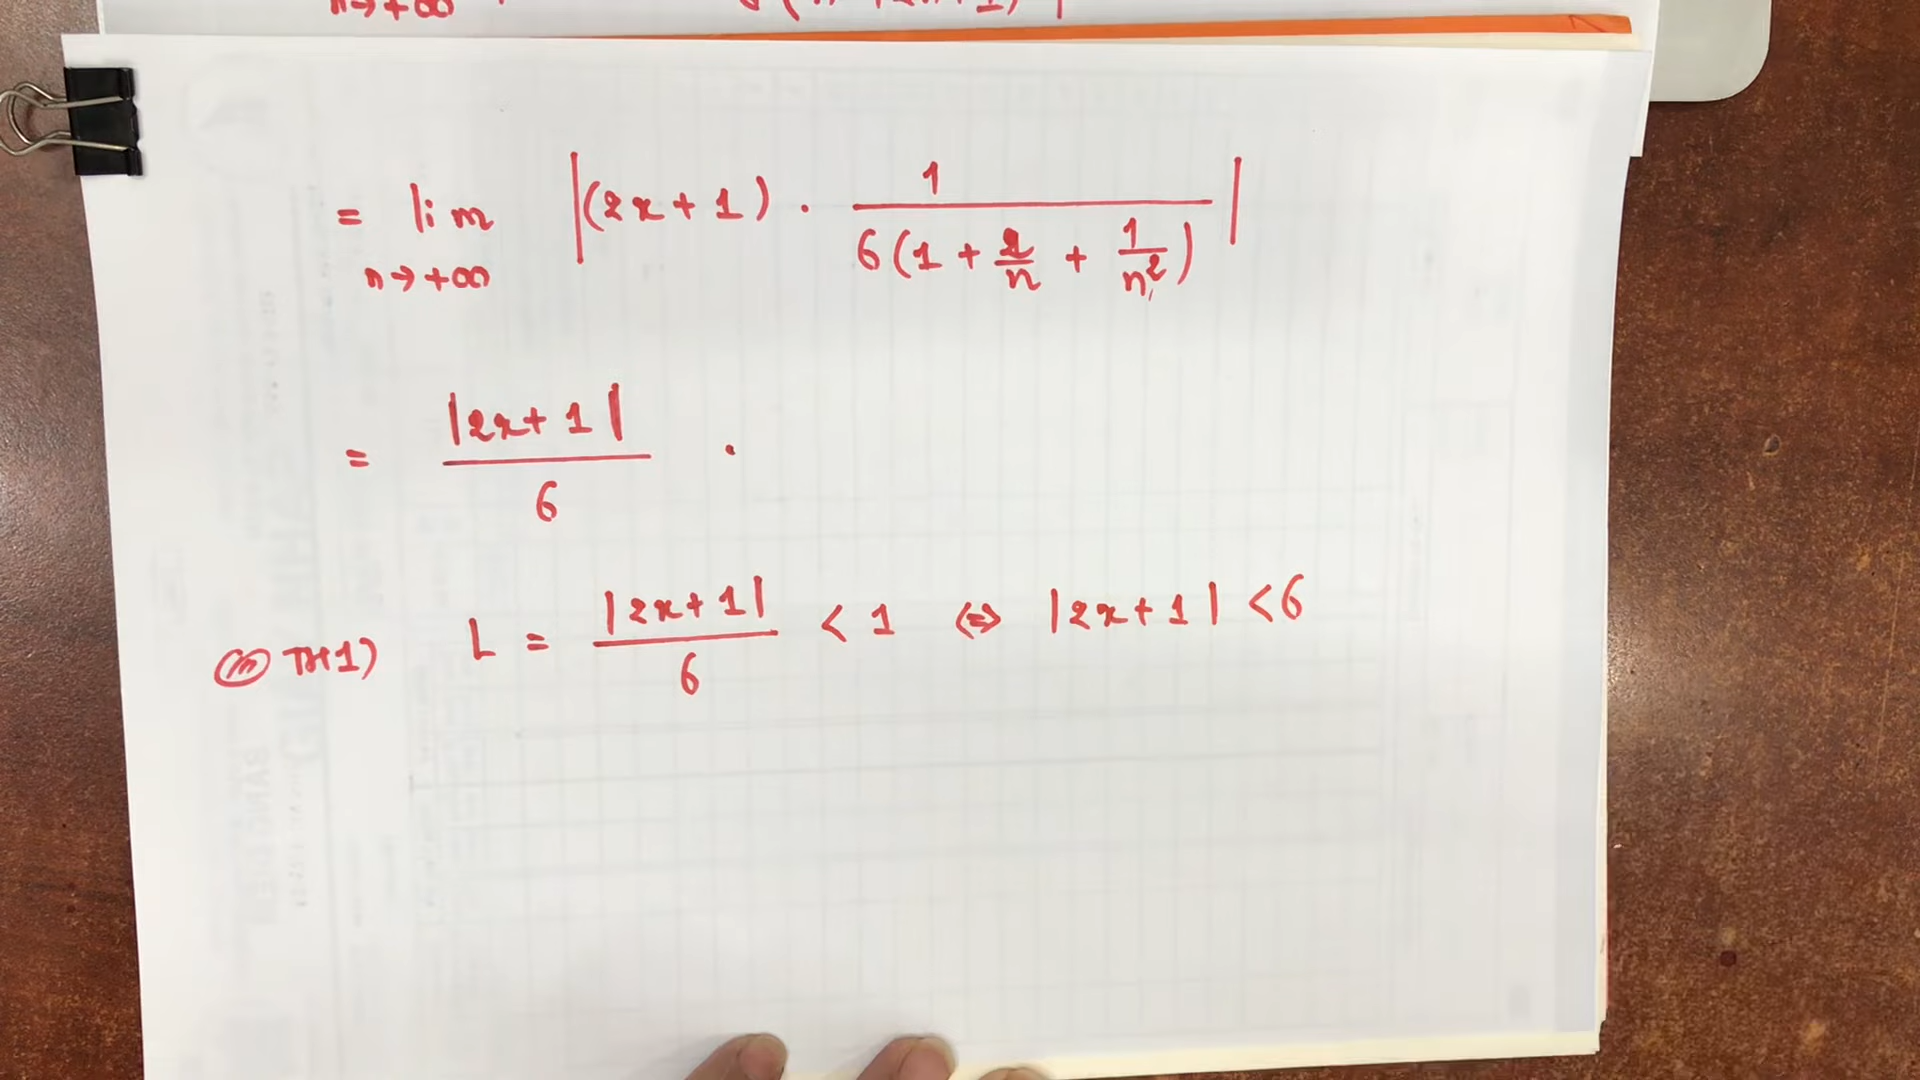 n→+∞
= lim |(2x+1) · 1/(6(1 + 2/n + 1/n²))|
n→+∞
= |2x+1|/6 .
TH1) L = |2x+1|/6 < 1 ⇔ |2x+1| < 6